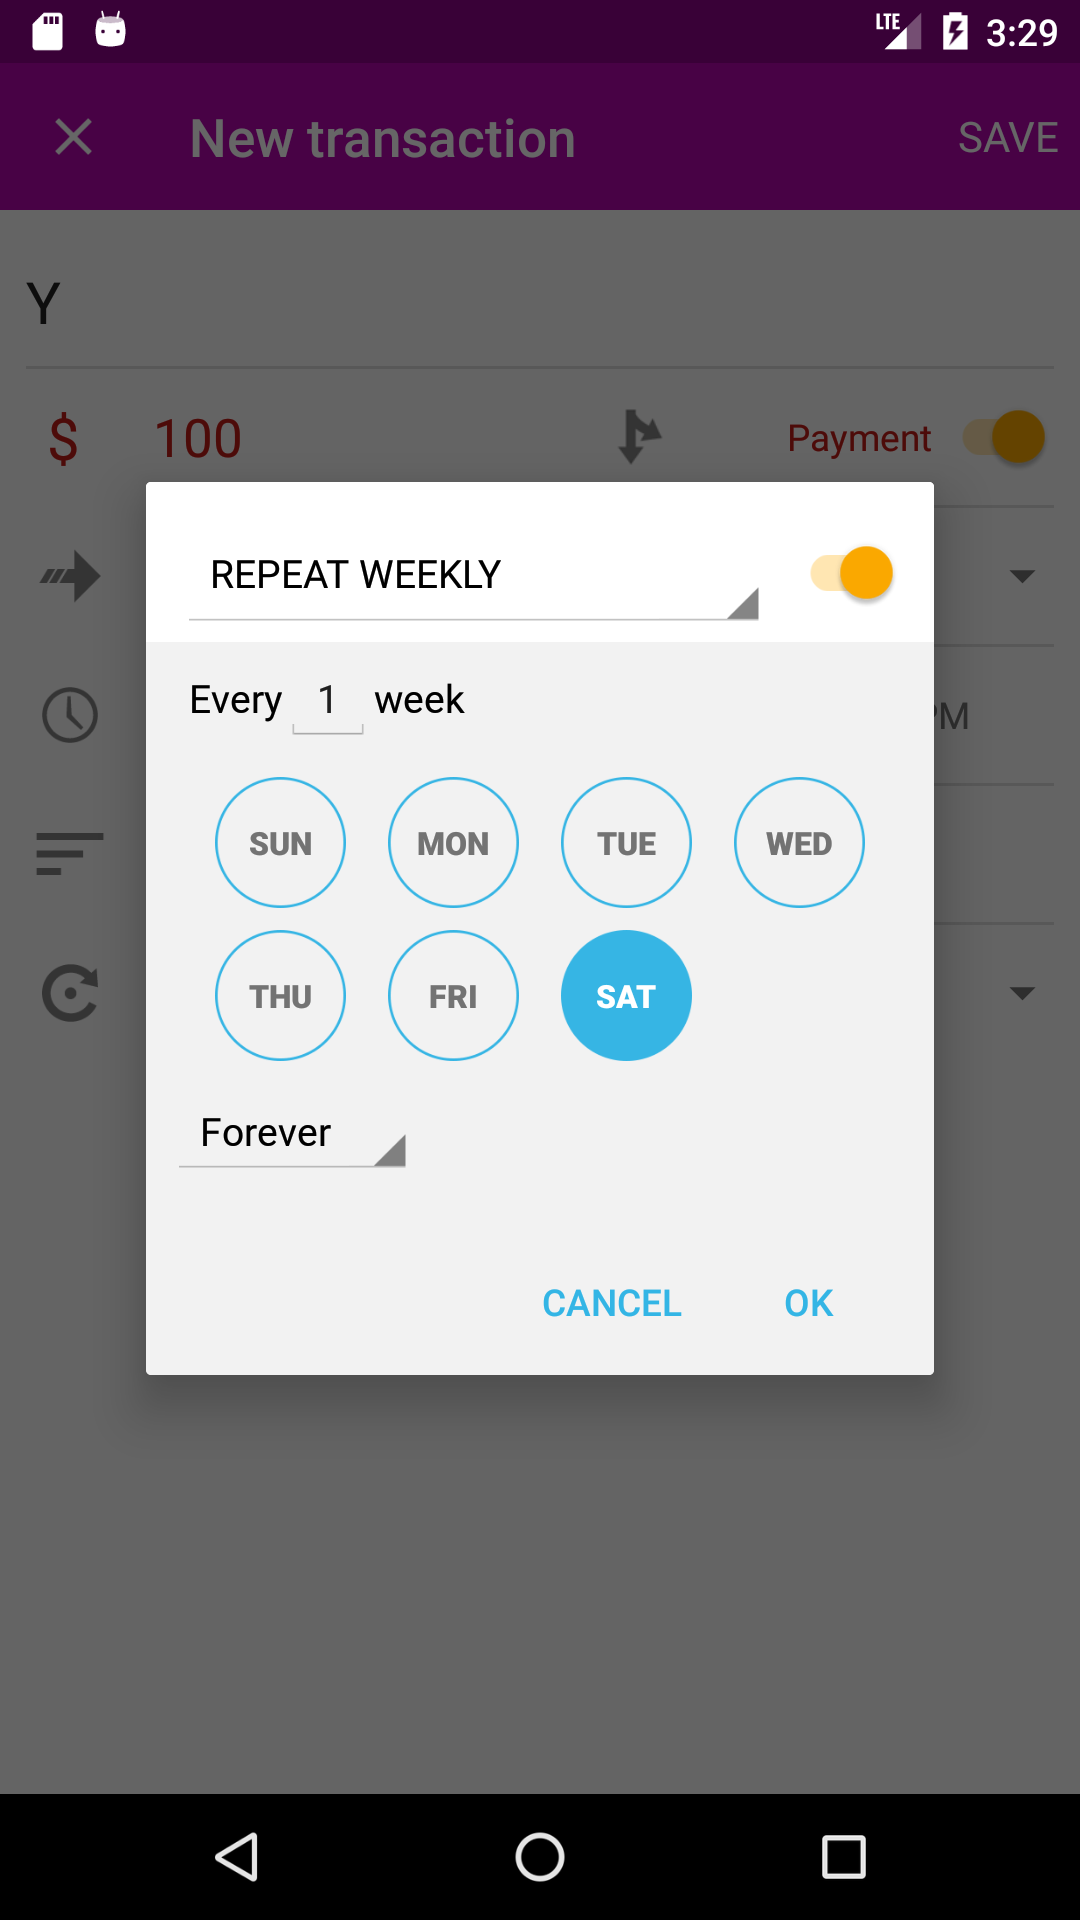 LTE 3:29
New transaction SAVE
Y
$ 100 Payment
REPEAT WEEKLY
Every 1 week
PM
SUN MON TUE WED
THU FRI SAT
Forever
CANCEL OK